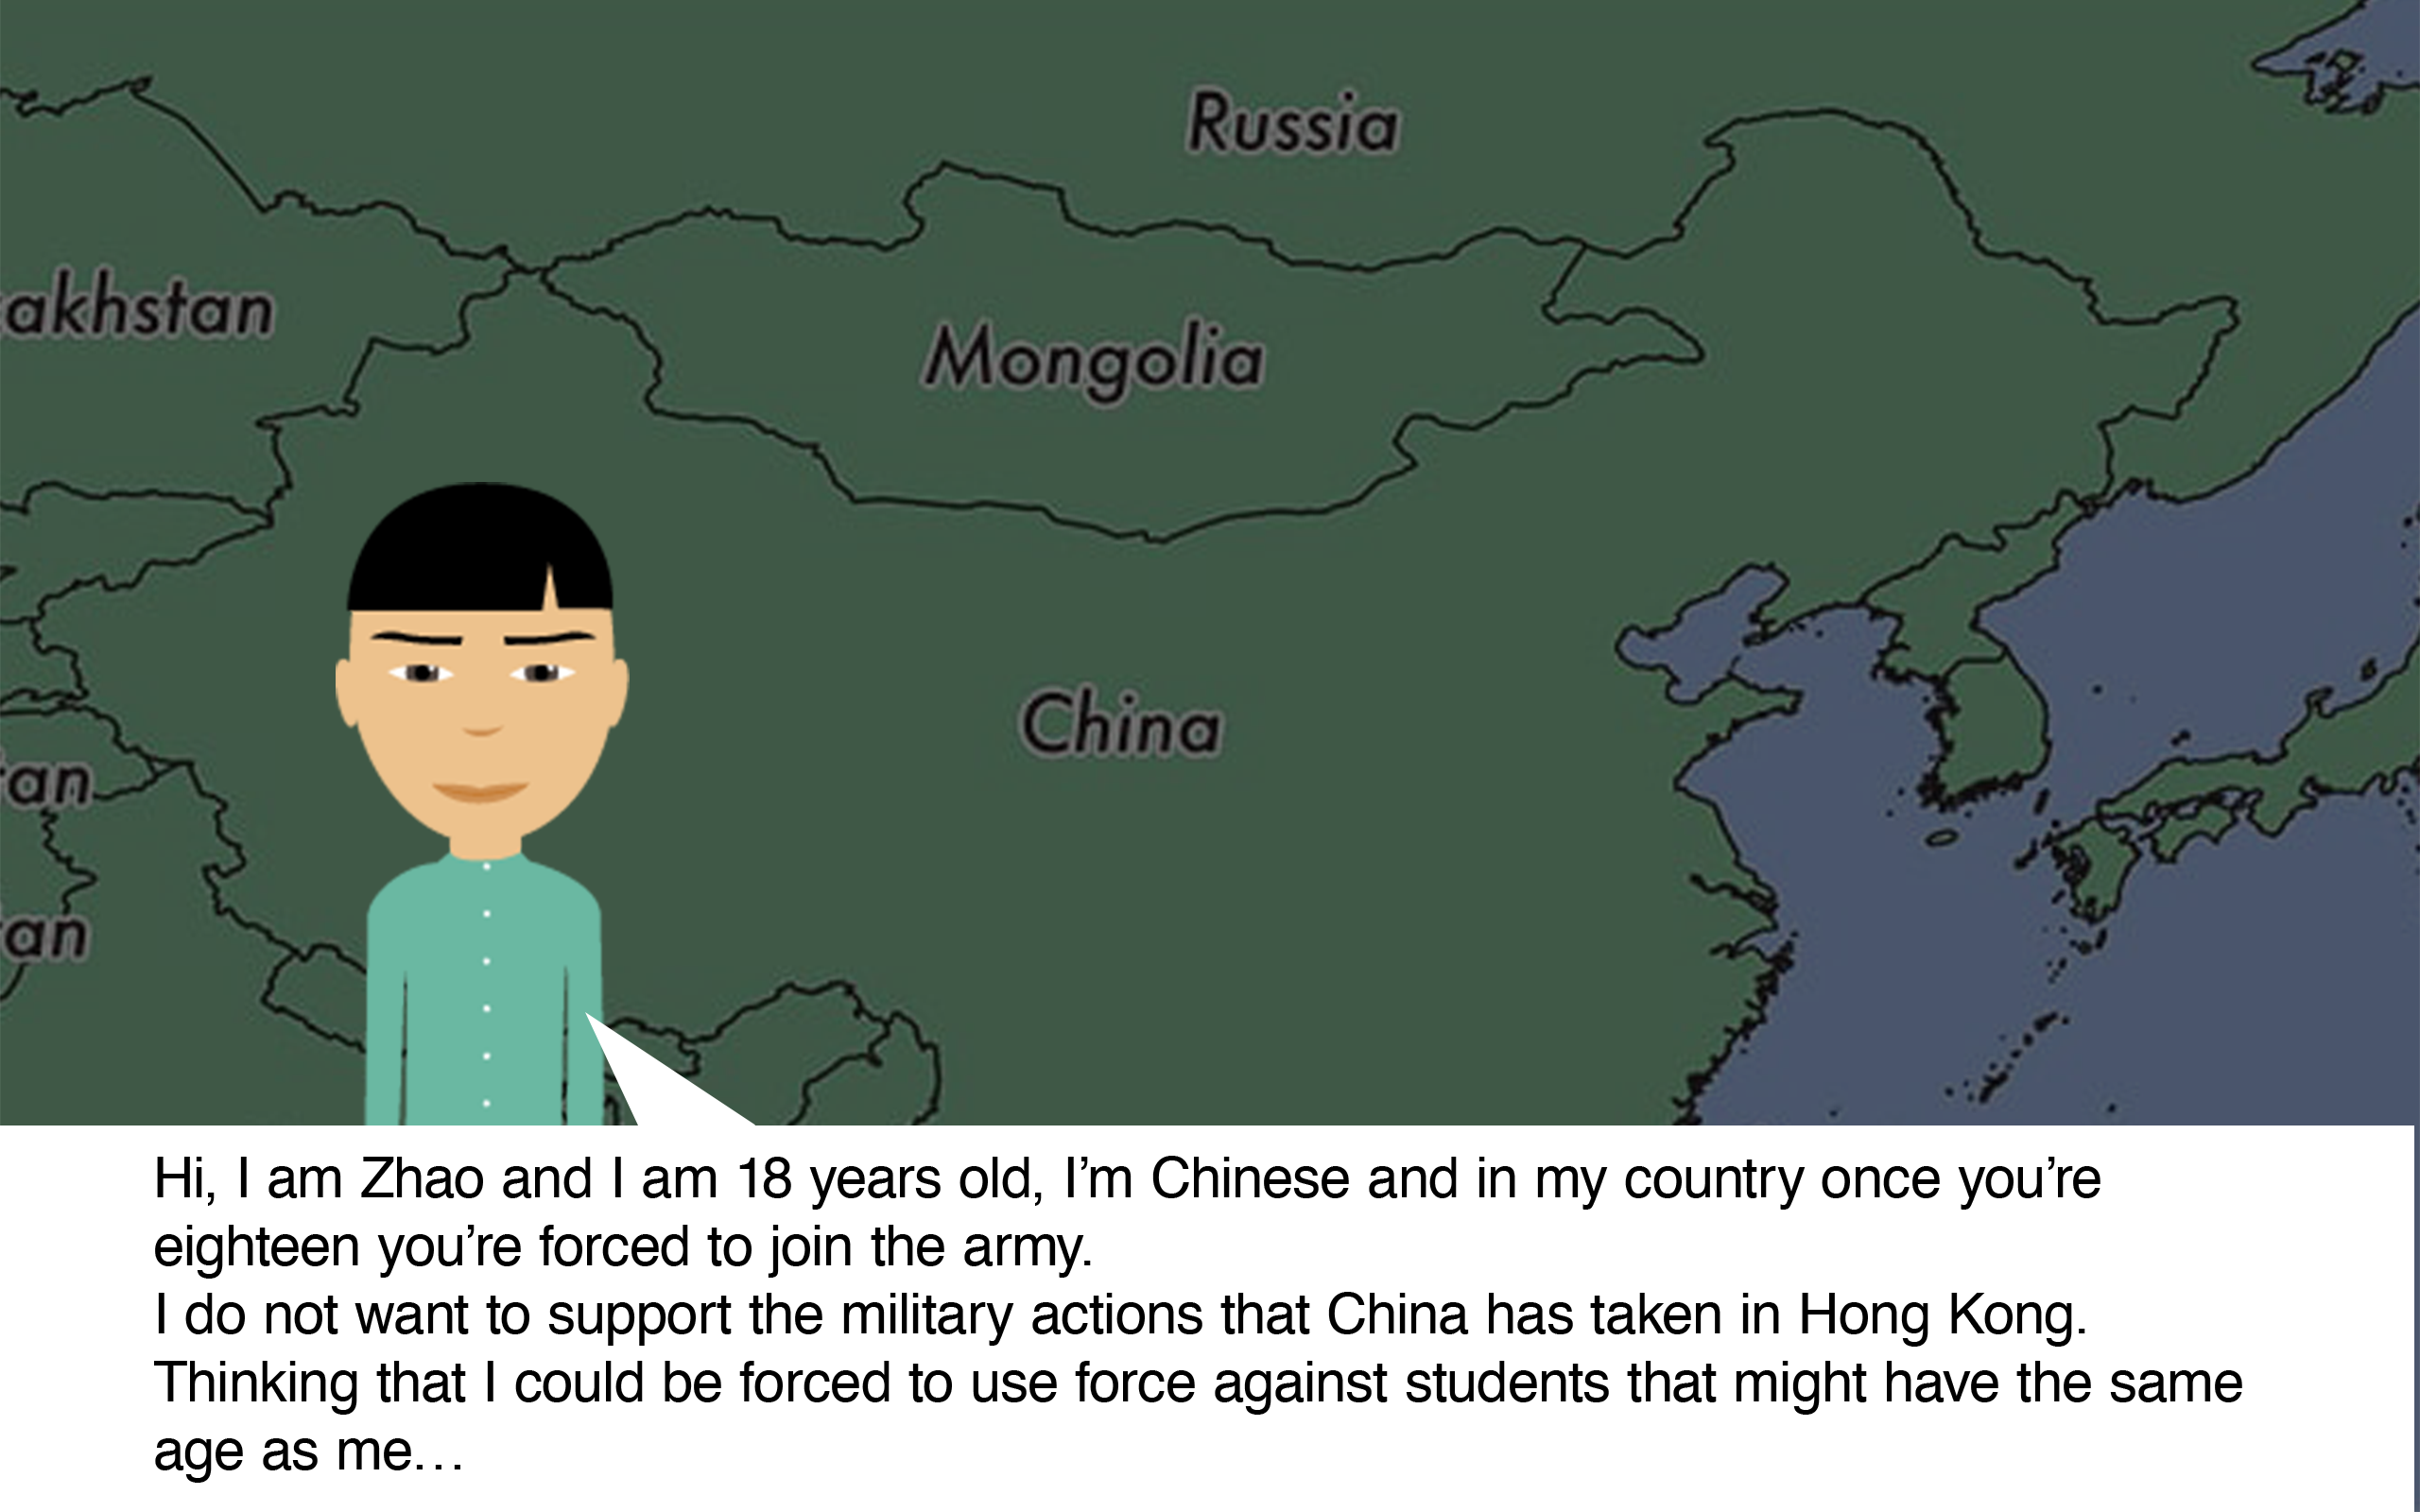 Russia
akhstan
Mongolia
China
an
an
Hi, I am Zhao and I am 18 years old, I’m Chinese and in my country once you’re
eighteen you’re forced to join the army.
I do not want to support the military actions that China has taken in Hong Kong.
Thinking that I could be forced to use force against students that might have the same
age as me…